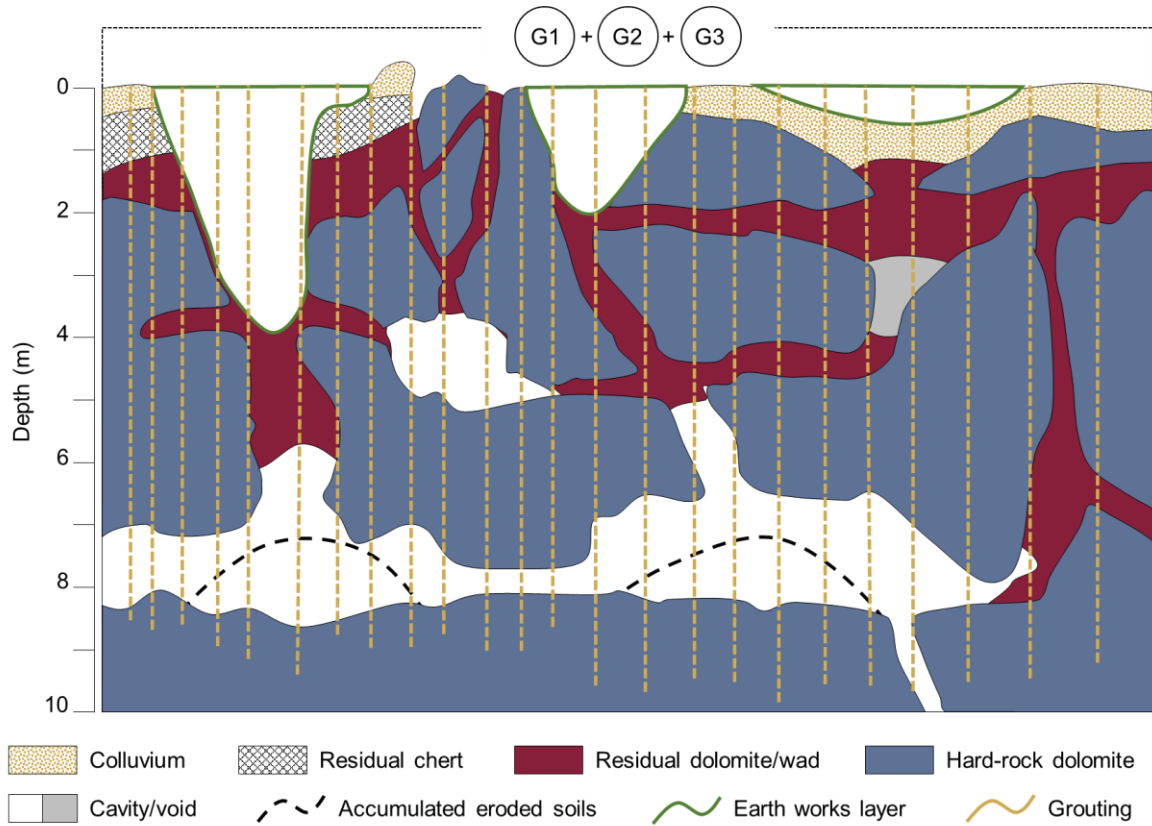 G1 + G2 + G3
0
2
4
6
8
10
Depth (m)
Colluvium
Residual chert
Residual dolomite/wad
Hard-rock dolomite
Cavity/void
Accumulated eroded soils
Earth works layer
Grouting